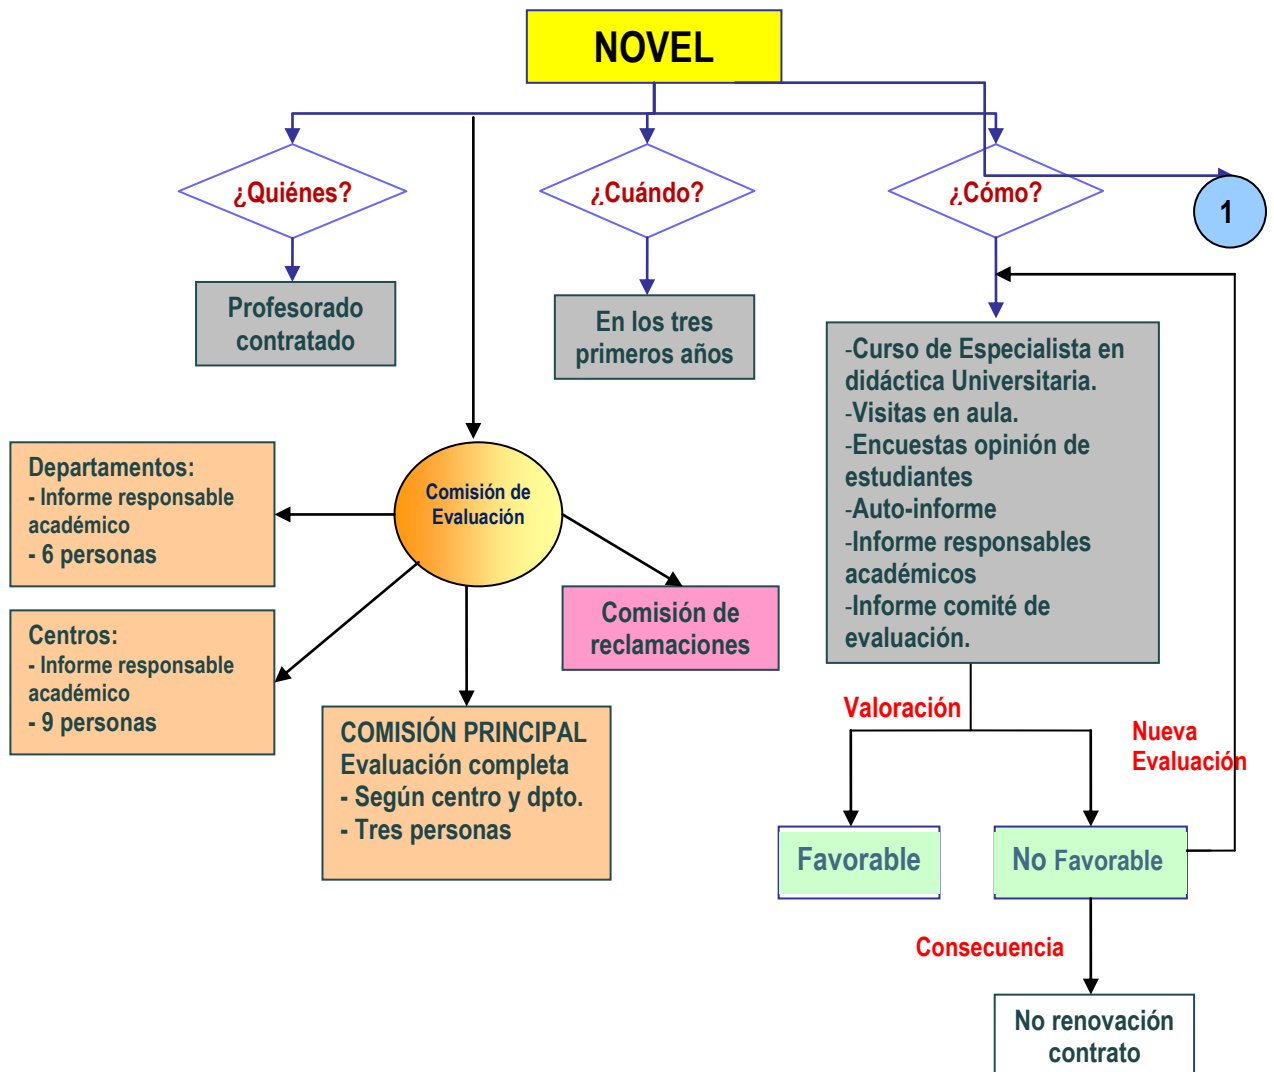 NOVEL
¿Quiénes?
¿Cuándo?
¿Cómo?
1
Profesorado
contratado
En los tres
primeros años
-Curso de Especialista en
didáctica Universitaria.
-Visitas en aula.
-Encuestas opinión de
estudiantes
-Auto-informe
-Informe responsables
académicos
-Informe comité de
evaluación.
Departamentos:
- Informe responsable
académico
- 6 personas
Comisión de
Evaluación
Centros:
- Informe responsable
académico
- 9 personas
Comisión de
reclamaciones
COMISIÓN PRINCIPAL
Evaluación completa
- Según centro y dpto.
- Tres personas
Valoración
Nueva
Evaluación
Favorable
No Favorable
Consecuencia
No renovación
contrato